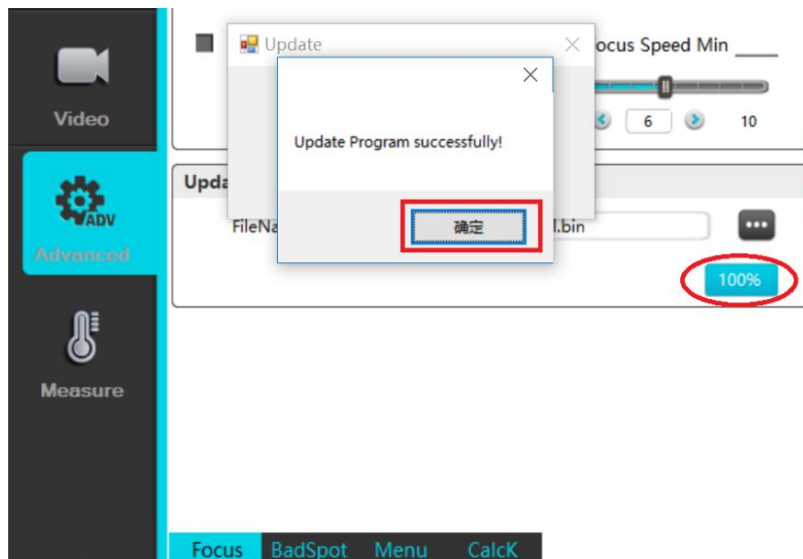 Video
ADV
Advanced
Measure
Update
ocus Speed Min
6
10
Update Program successfully!
Upda
FileNa
确定
.bin
100%
Focus
BadSpot
Menu
CalcK